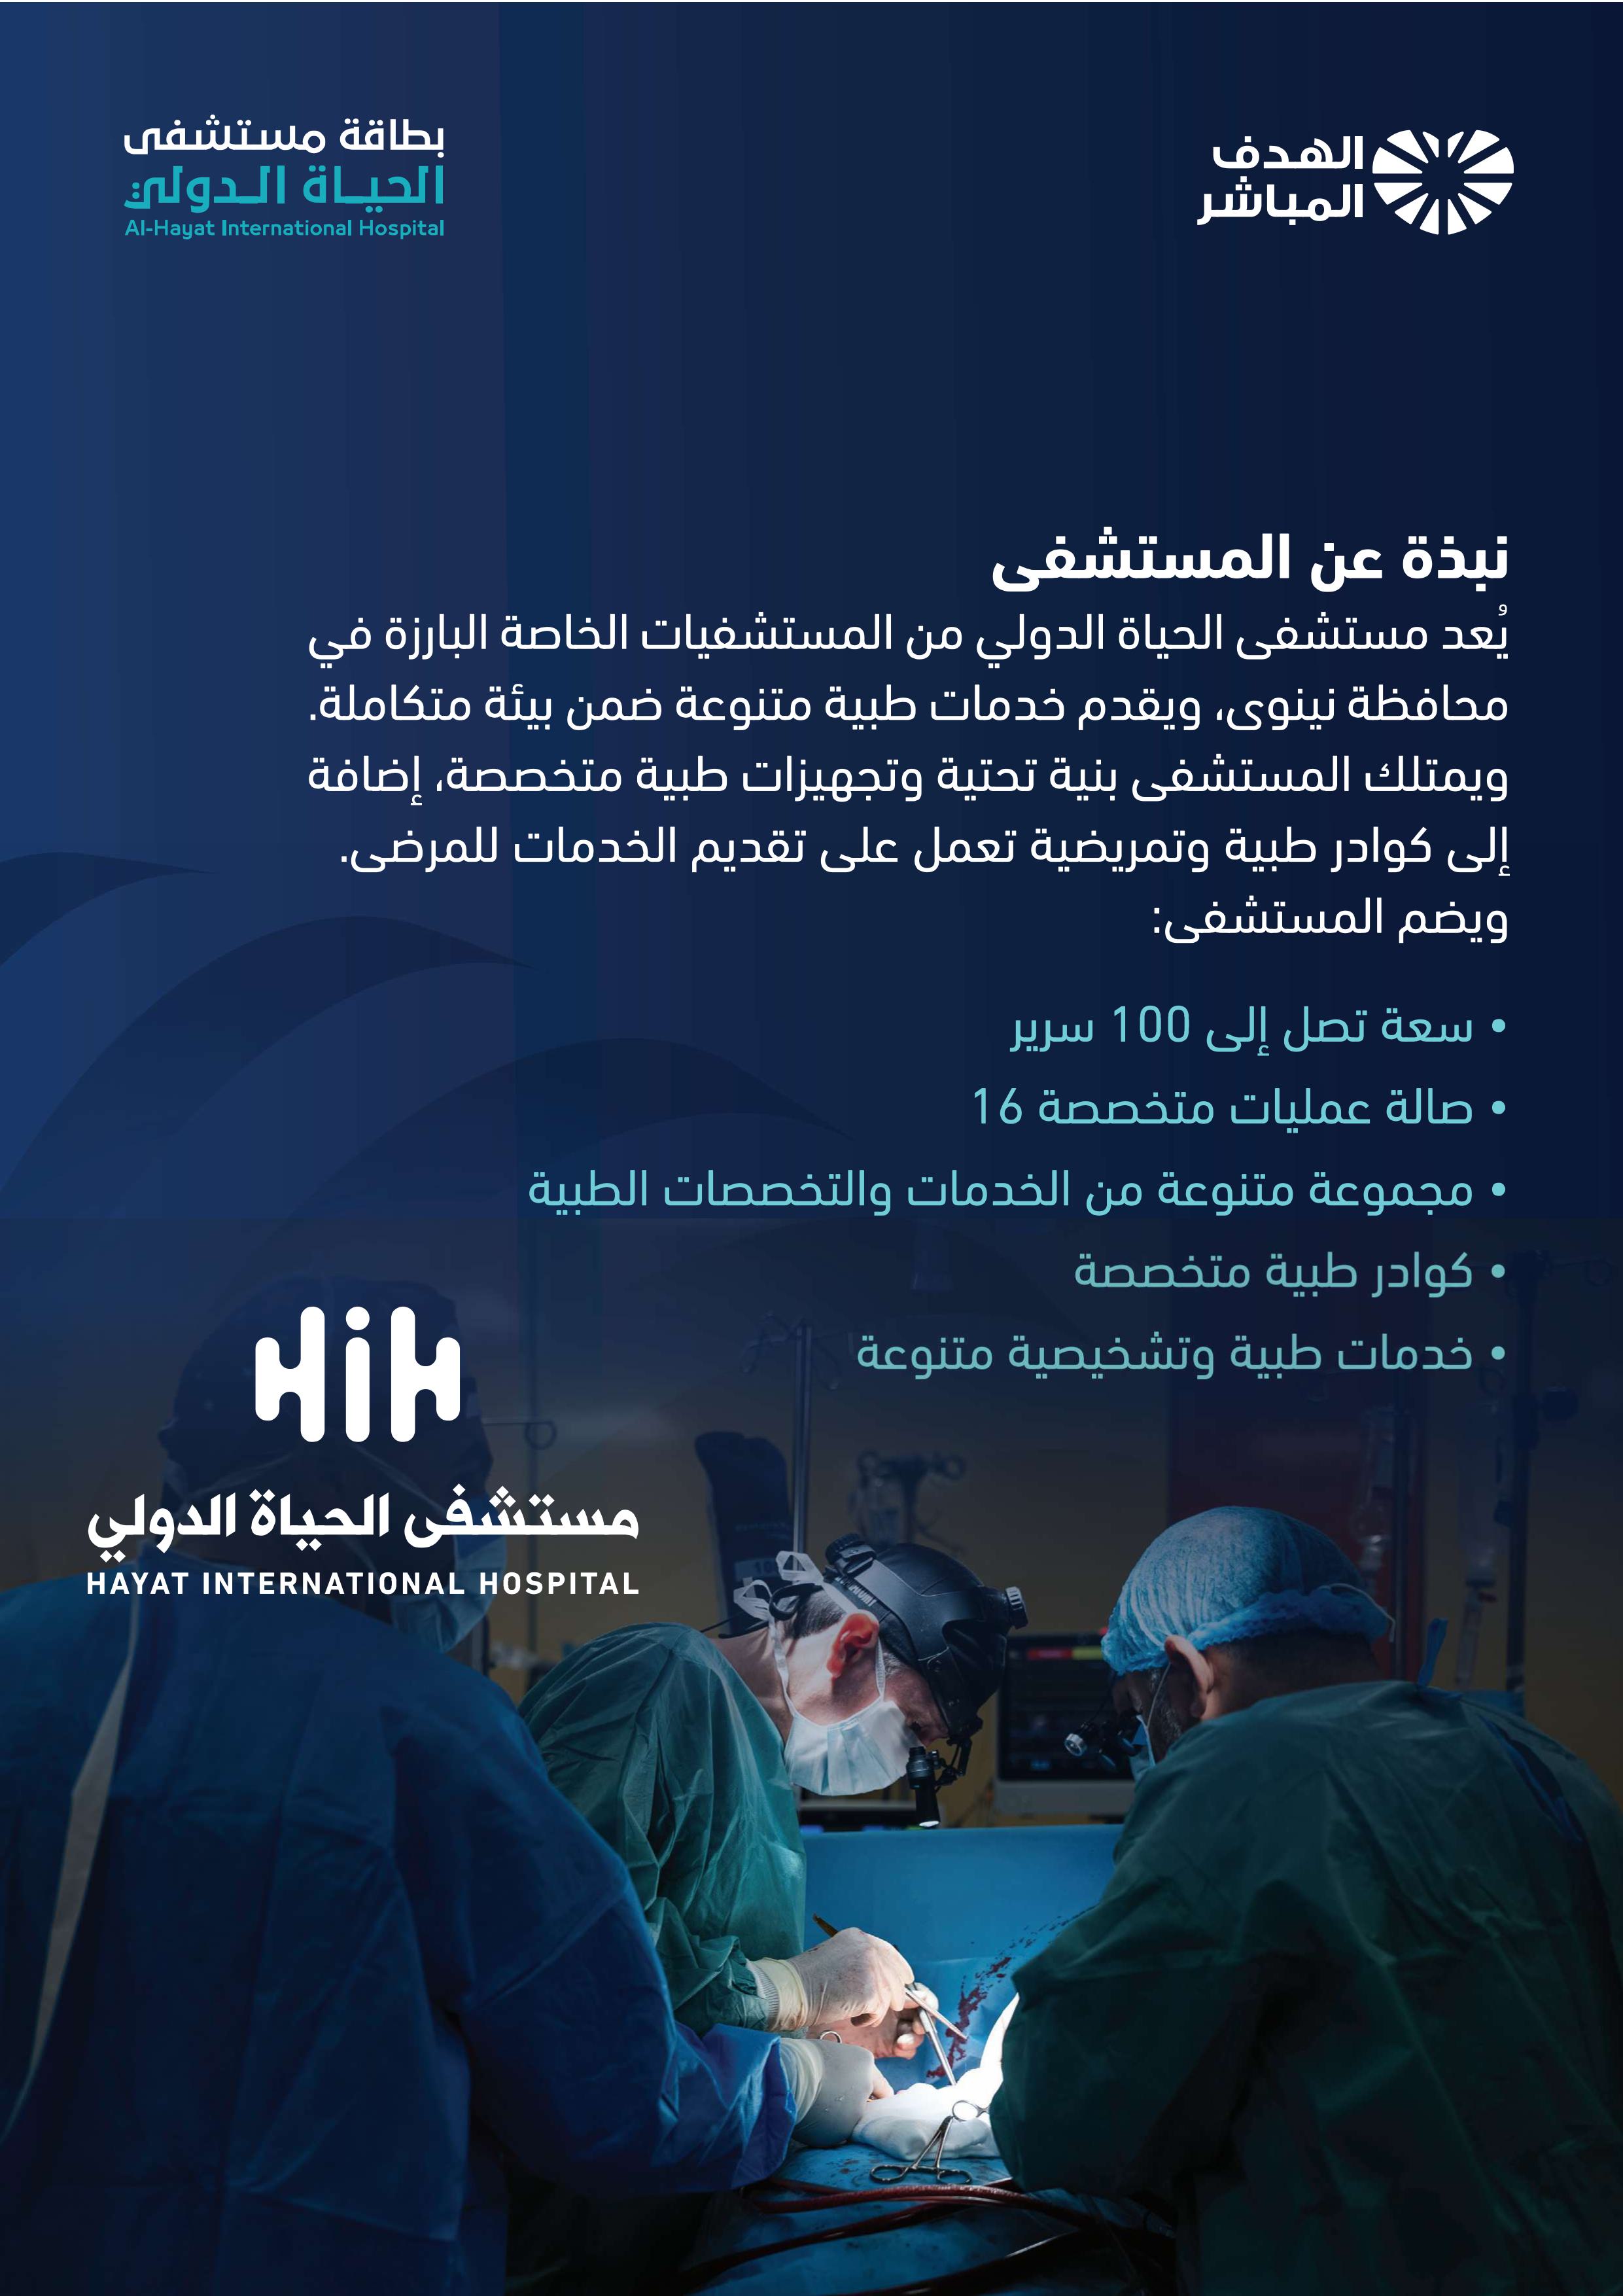 الهدف
المباشر
بطاقة مستشفى
الحياة الدولي
Al-Hayat International Hospital
نبذة عن المستشفى
يُعد مستشفى الحياة الدولي من المستشفيات الخاصة البارزة في
محافظة نينوى، ويقدم خدمات طبية متنوعة ضمن بيئة متكاملة.
ويمتلك المستشفى بنية تحتية وتجهيزات طبية متخصصة، إضافة
إلى كوادر طبية وتمريضية تعمل على تقديم الخدمات للمرضى.
ويضم المستشفى:
• سعة تصل إلى 100 سرير
• صالة عمليات متخصصة 16
• مجموعة متنوعة من الخدمات والتخصصات الطبية
• كوادر طبية متخصصة
• خدمات طبية وتشخيصية متنوعة
HiH
مستشفى الحياة الدولي
HAYAT INTERNATIONAL HOSPITAL